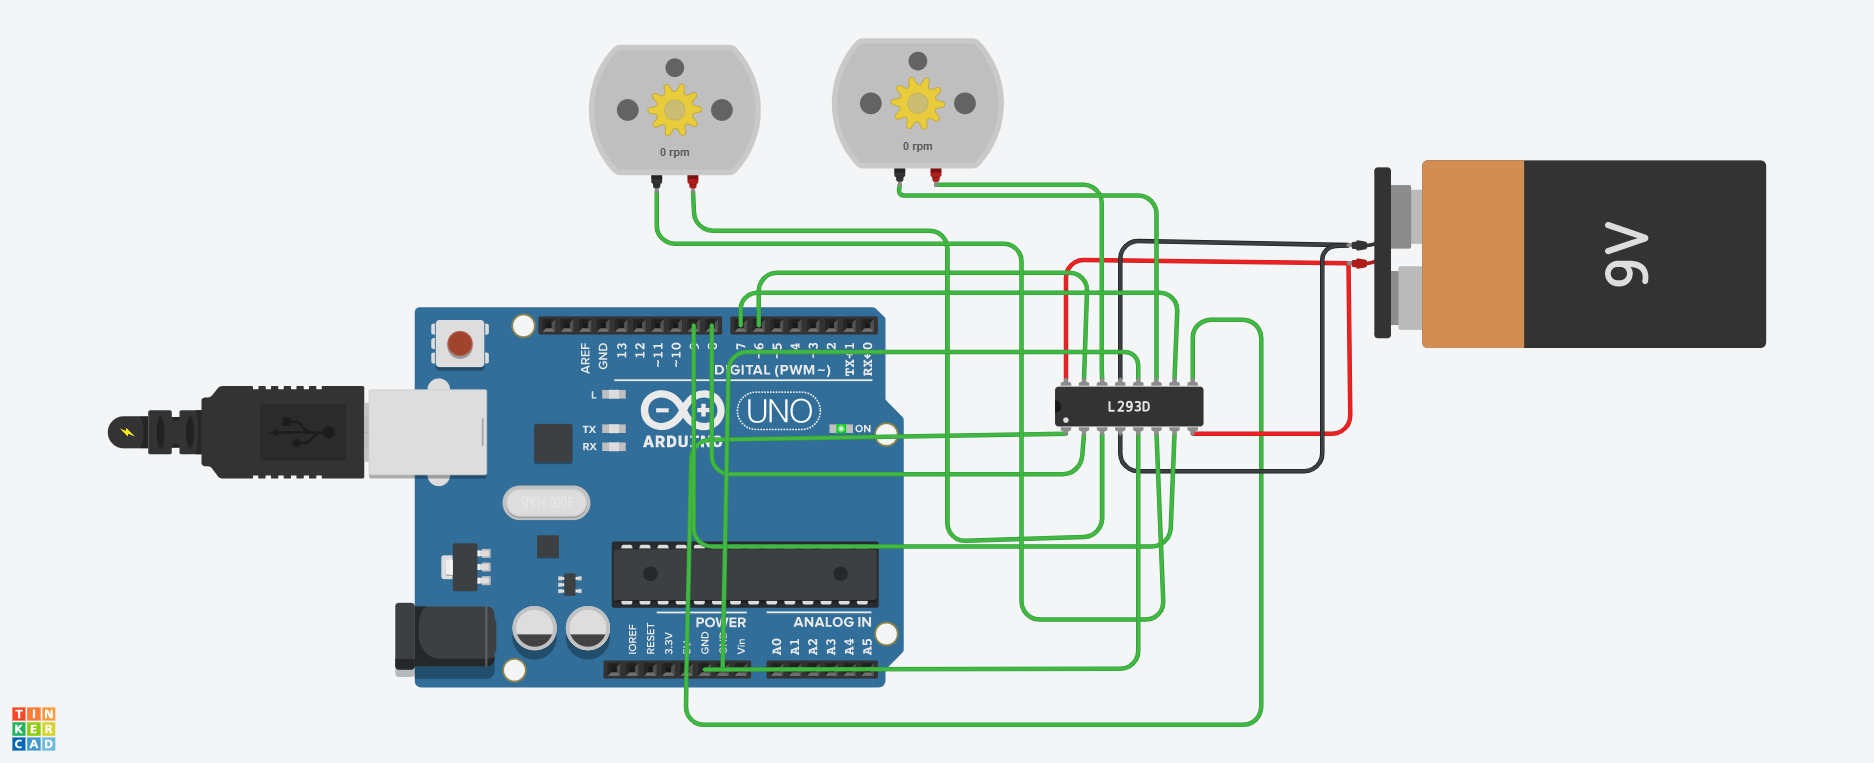 0 rpm
0 rpm
9V
AREF
GND
13
12
~11
~10
9
8
7
~6
~5
~4
~3
2
TX→1
RX←0
DIGITAL (PWM~)
L
TX
RX
UNO
ARDUINO
ON
L293D
POWER
ANALOG IN
IOREF
RESET
3.3V
5V
GND
GND
Vin
A0
A1
A2
A3
A4
A5
TIN
KER
CAD